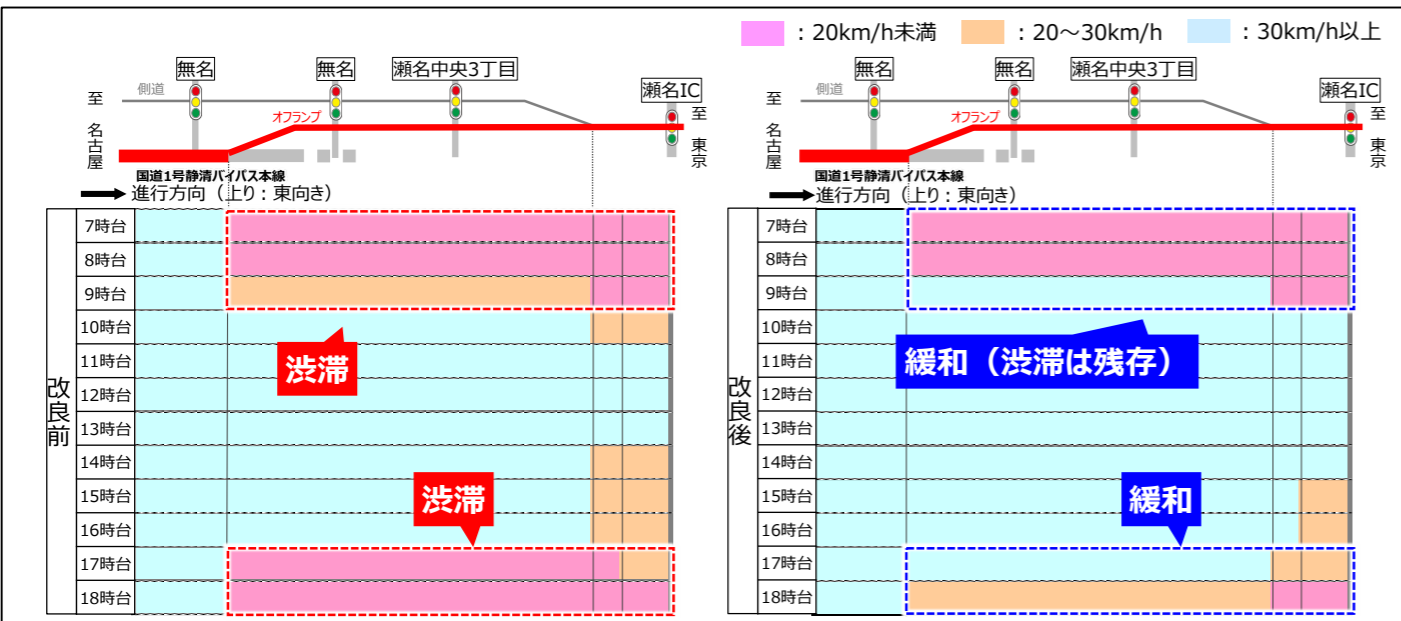 ：20km/h未満 ：20～30km/h ：30km/h以上
無名
無名
瀬名中央3丁目
瀬名IC
至 名古屋
側道
オフランプ
至 東京
国道1号静清バイパス本線
進行方向（上り：東向き）
改良前
7時台
8時台
9時台
10時台
11時台
12時台
13時台
14時台
15時台
16時台
17時台
18時台
渋滞
渋滞
無名
無名
瀬名中央3丁目
瀬名IC
至 名古屋
側道
オフランプ
至 東京
国道1号静清バイパス本線
進行方向（上り：東向き）
改良後
7時台
8時台
9時台
10時台
11時台
12時台
13時台
14時台
15時台
16時台
17時台
18時台
緩和（渋滞は残存）
緩和